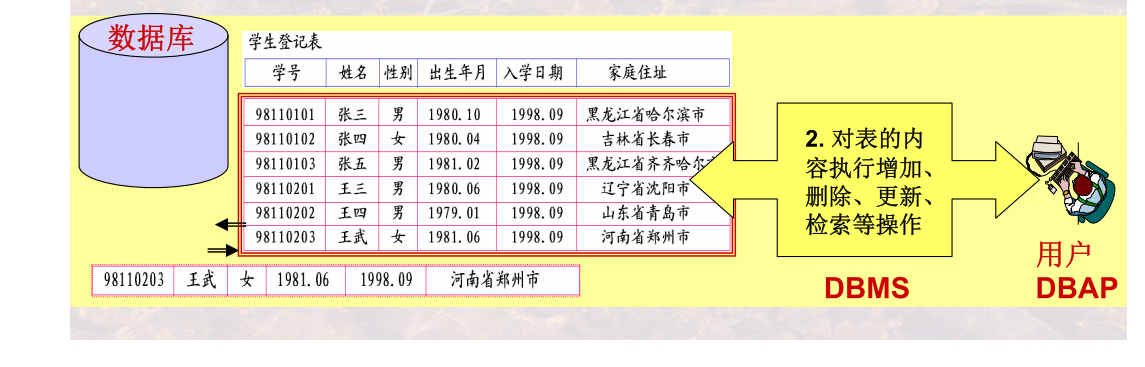 数据库
学生登记表
学号 姓名 性别 出生年月 入学日期 家庭住址
98110101 张三 男 1980.10 1998.09 黑龙江省哈尔滨市
98110102 张四 女 1980.04 1998.09 吉林省长春市
98110103 张五 男 1981.02 1998.09 黑龙江省齐齐哈尔
98110201 王三 男 1980.06 1998.09 辽宁省沈阳市
98110202 王四 男 1979.01 1998.09 山东省青岛市
98110203 王武 女 1981.06 1998.09 河南省郑州市
98110203 王武 女 1981.06 1998.09 河南省郑州市
2. 对表的内
容执行增加、
删除、更新、
检索等操作
DBMS
用户
DBAP